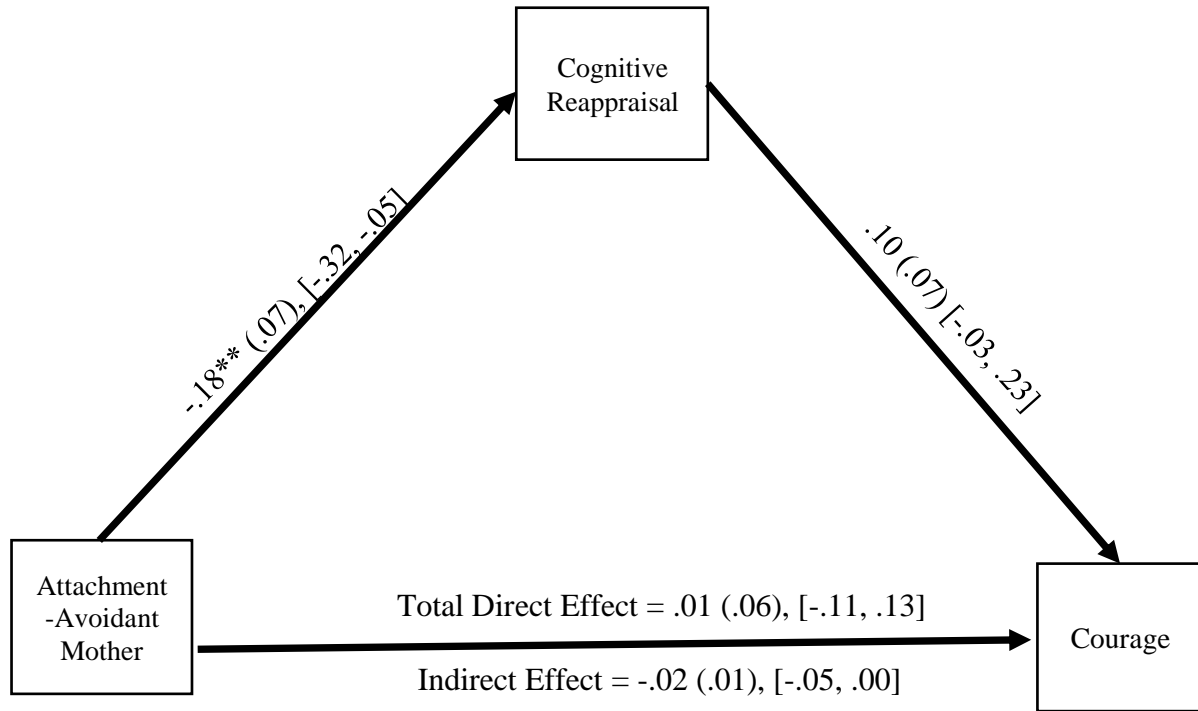 Cognitive
Reappraisal
-.18** (.07), [-.32, -.05]
.10 (.07) [-.03, .23]
Attachment
-Avoidant
Mother
Total Direct Effect = .01 (.06), [-.11, .13]
Indirect Effect = -.02 (.01), [-.05, .00]
Courage